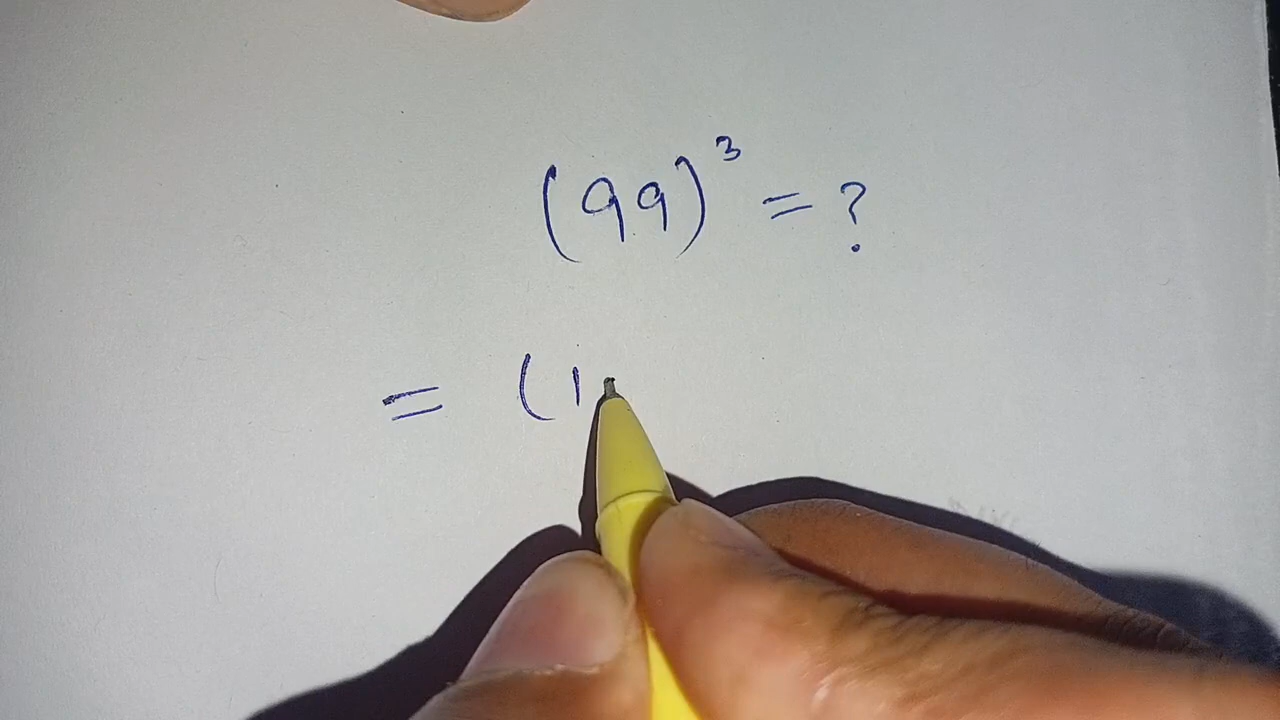 (99)³ = ?
= (1